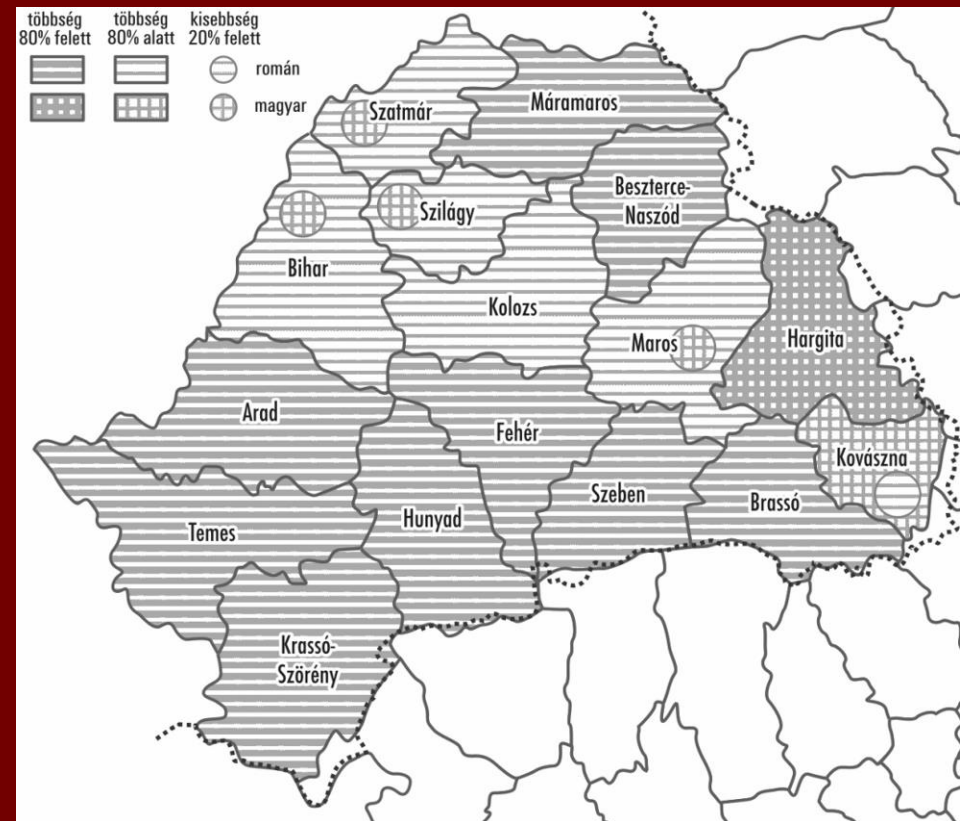 többség
80% felett
többség
80% alatt
kisebbség
20% felett
román
magyar
Szatmár
Máramaros
Beszterce-
Naszód
Szilágy
Bihar
Kolozs
Maros
Hargita
Arad
Fehér
Kovászna
Szeben
Brassó
Hunyad
Temes
Krassó-
Szörény